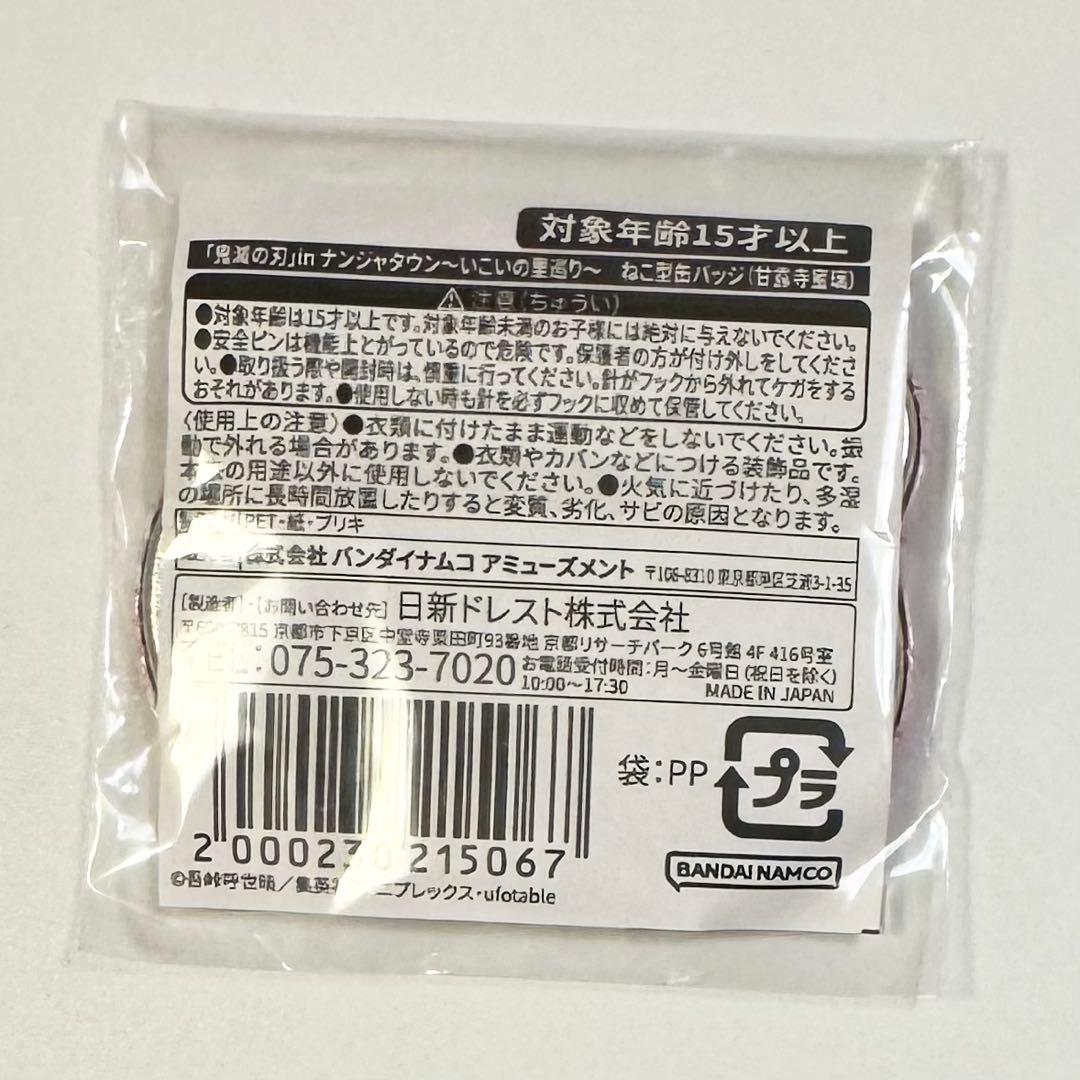 対象年齢15才以上
「鬼滅の刃」in ナンジャタウン～いこいの里巡り～ ねこ型缶バッジ（甘露寺蜜璃）
⚠ 注意（ちゅうい）
●対象年齢は15才以上です。対象年齢未満のお子様には絶対に与えないでください。
●安全ピンは機能上とがっているので危険です。保護者の方が付け外しをしてくださ
い。●取り扱う際や開封時は、慎重に行ってください。針がフックから外れてケガをする
おそれがあります。●使用しない時も針を必ずフックに収めて保管してください。
〈使用上の注意〉●衣類に付けたまま運動などをしないでください。振
動で外れる場合があります。●衣類やカバンなどにつける装飾品です。
本来の用途以外に使用しないでください。●火気に近づけたり、多湿
の場所に長時間放置したりすると変質、劣化、サビの原因となります。
PET・紙・ブリキ
株式会社 バンダイナムコ アミューズメント 〒108-8310 東京都港区芝浦3-1-35
[製造者]・[お問い合わせ先] 日新ドレスト株式会社
7815 京都市下京区中堂寺粟田町93番地 京都リサーチパーク 6号館 4F 416号室
TEL：075-323-7020 お電話受付時間：月～金曜日（祝日を除く）
10:00～17:30 MADE IN JAPAN
袋：PP プラ
2 000230 215067
BANDAI NAMCO
©吾峠呼世晴／集英社・アニプレックス・ufotable